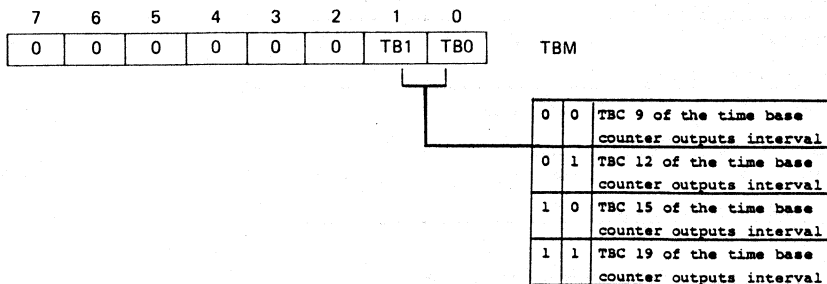 7 6 5 4 3 2 1 0
0 0 0 0 0 0 TB1 TB0 TBM
0 0 TBC 9 of the time base
counter outputs interval
0 1 TBC 12 of the time base
counter outputs interval
1 0 TBC 15 of the time base
counter outputs interval
1 1 TBC 19 of the time base
counter outputs interval